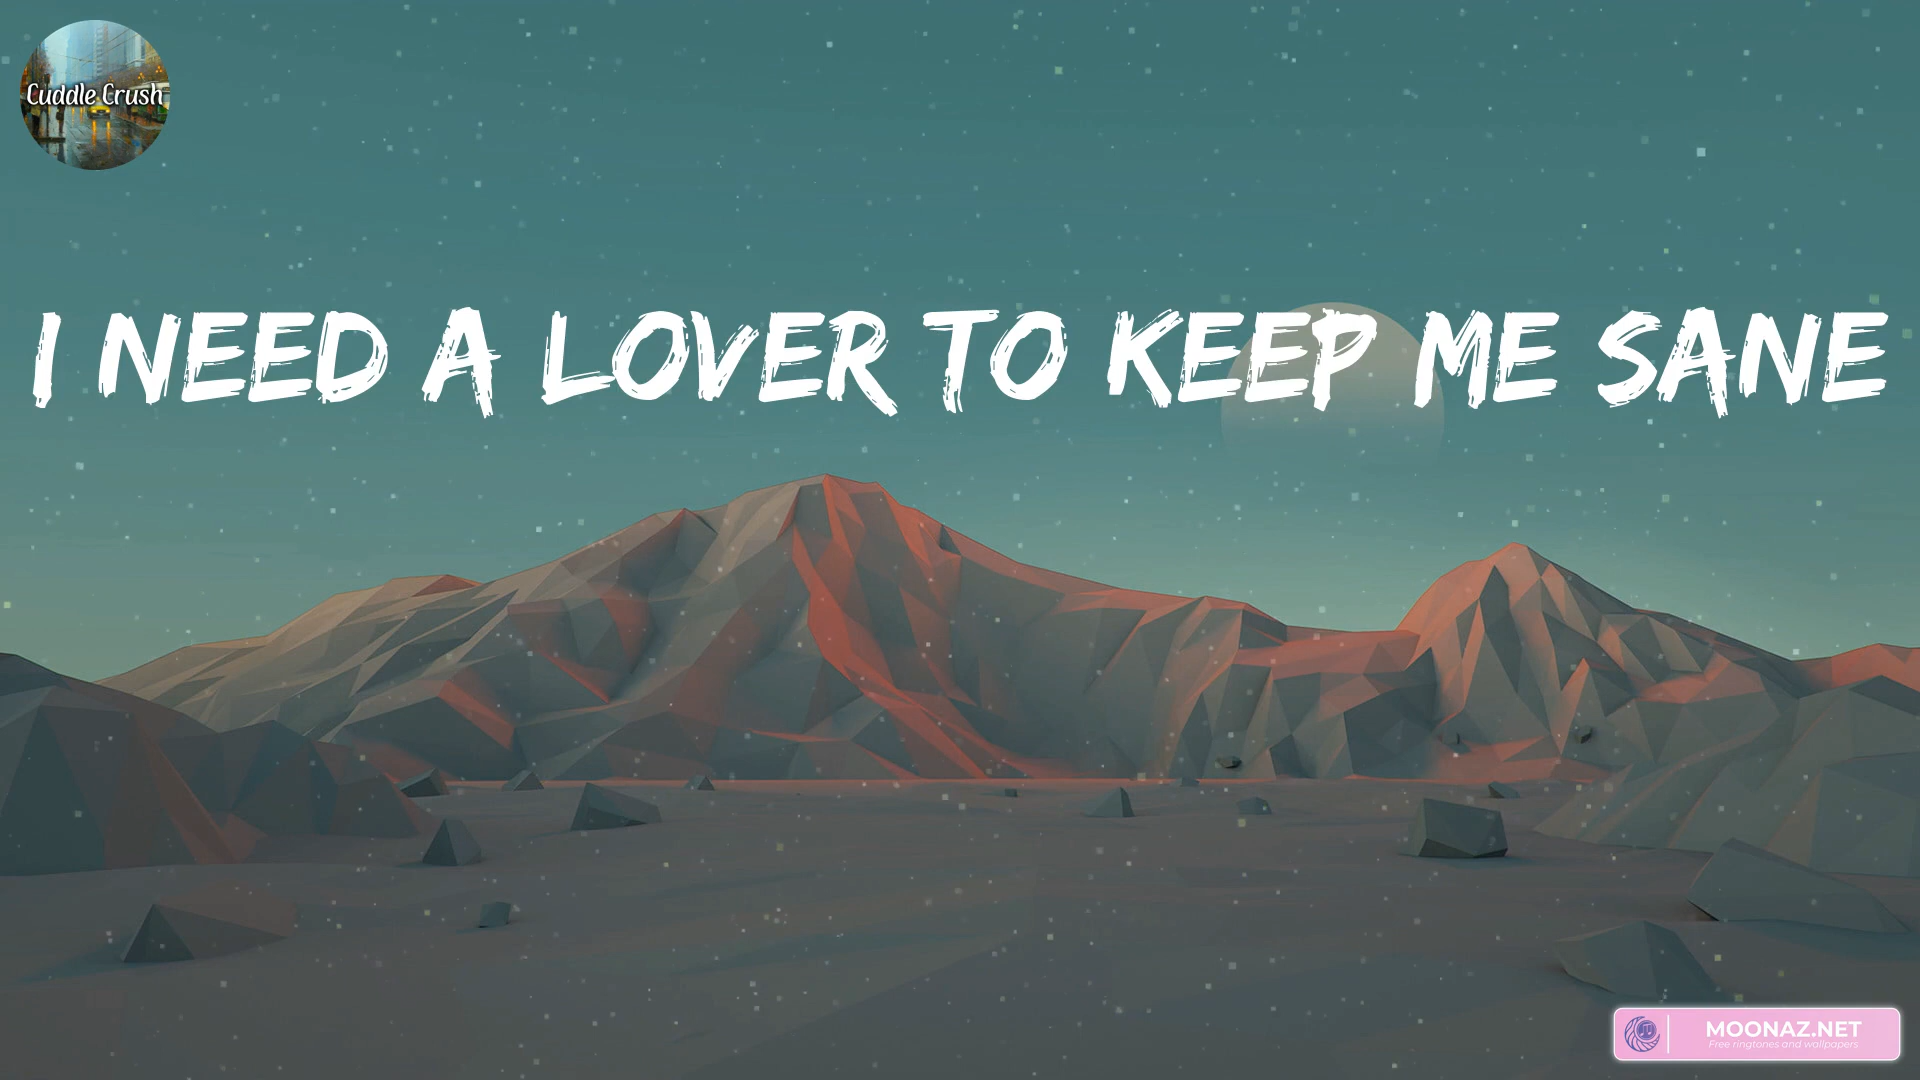 Cuddle Crush
I NEED A LOVER TO KEEP ME SANE
MOONAZ.NET
Free ringtones and wallpapers